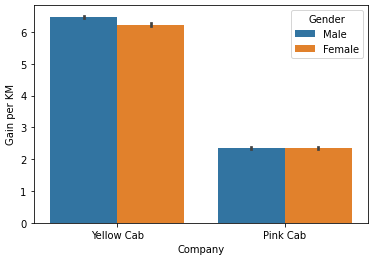 Gender
Male
Female
6
5
4
3
2
1
0
Gain per KM
Yellow Cab
Pink Cab
Company